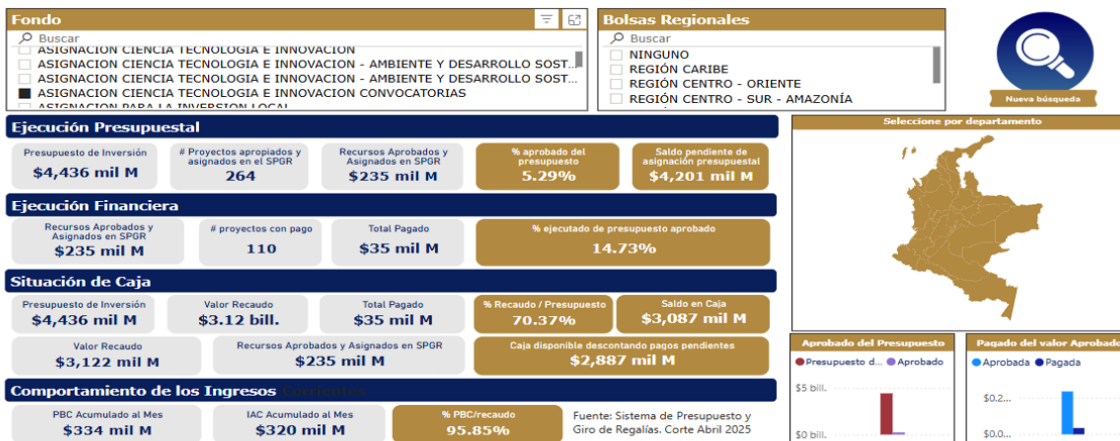 Fondo
Buscar
ASIGNACION CIENCIA TECNOLOGIA E INNOVACION
ASIGNACION CIENCIA TECNOLOGIA E INNOVACION - AMBIENTE Y DESARROLLO SOST...
ASIGNACION CIENCIA TECNOLOGIA E INNOVACION - AMBIENTE Y DESARROLLO SOST...
ASIGNACION CIENCIA TECNOLOGIA E INNOVACION CONVOCATORIAS
ASIGNACION PARA LA INVERSION LOCAL
Bolsas Regionales
Buscar
NINGUNO
REGIÓN CARIBE
REGIÓN CENTRO - ORIENTE
REGIÓN CENTRO - SUR - AMAZONÍA
Nueva búsqueda
Ejecución Presupuestal
Presupuesto de Inversión
$4,436 mil M
# Proyectos apropiados y
asignados en el SPGR
264
Recursos Aprobados y
Asignados en SPGR
$235 mil M
% aprobado del
presupuesto
5.29%
Saldo pendiente de
asignación presupuestal
$4,201 mil M
Ejecución Financiera
Recursos Aprobados y
Asignados en SPGR
$235 mil M
# proyectos con pago
110
Total Pagado
$35 mil M
% ejecutado de presupuesto aprobado
14.73%
Situación de Caja
Presupuesto de Inversión
$4,436 mil M
Valor Recaudo
$3.12 bill.
Total Pagado
$35 mil M
% Recaudo / Presupuesto
70.37%
Saldo en Caja
$3,087 mil M
Valor Recaudo
$3,122 mil M
Recursos Aprobados y Asignados en SPGR
$235 mil M
Caja disponible descontando pagos pendientes
$2,887 mil M
Comportamiento de los Ingresos Corrientes
PBC Acumulado al Mes
$334 mil M
IAC Acumulado al Mes
$320 mil M
% PBC/recaudo
95.85%
Fuente: Sistema de Presupuesto y
Giro de Regalías. Corte Abril 2025
Seleccione por departamento
Aprobado del Presupuesto
Presupuesto d... Aprobado
$5 bill.
$0 bill.
Pagado del valor Aprobado
Aprobada Pagada
$0.2...
$0.0...